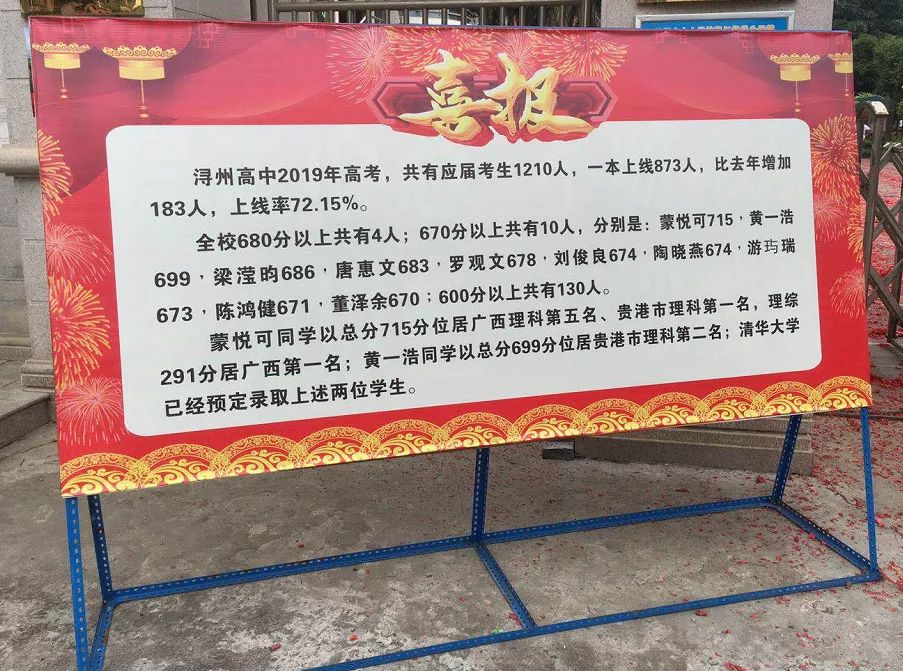 喜报
浔州高中2019年高考，共有应届考生1210人，一本上线873人，比去年增加
183人，上线率72.15%。
全校680分以上共有4人；670分以上共有10人，分别是：蒙悦可715，黄一浩
699，梁滢昀686，唐惠文683，罗观文678，刘俊良674，陶晓燕674，游玙瑞
673，陈鸿健671，董泽余670；600分以上共有130人。
蒙悦可同学以总分715分位居广西理科第五名、贵港市理科第一名，理综
291分居广西第一名；黄一浩同学以总分699分位居贵港市理科第二名；清华大学
已经预定录取上述两位学生。